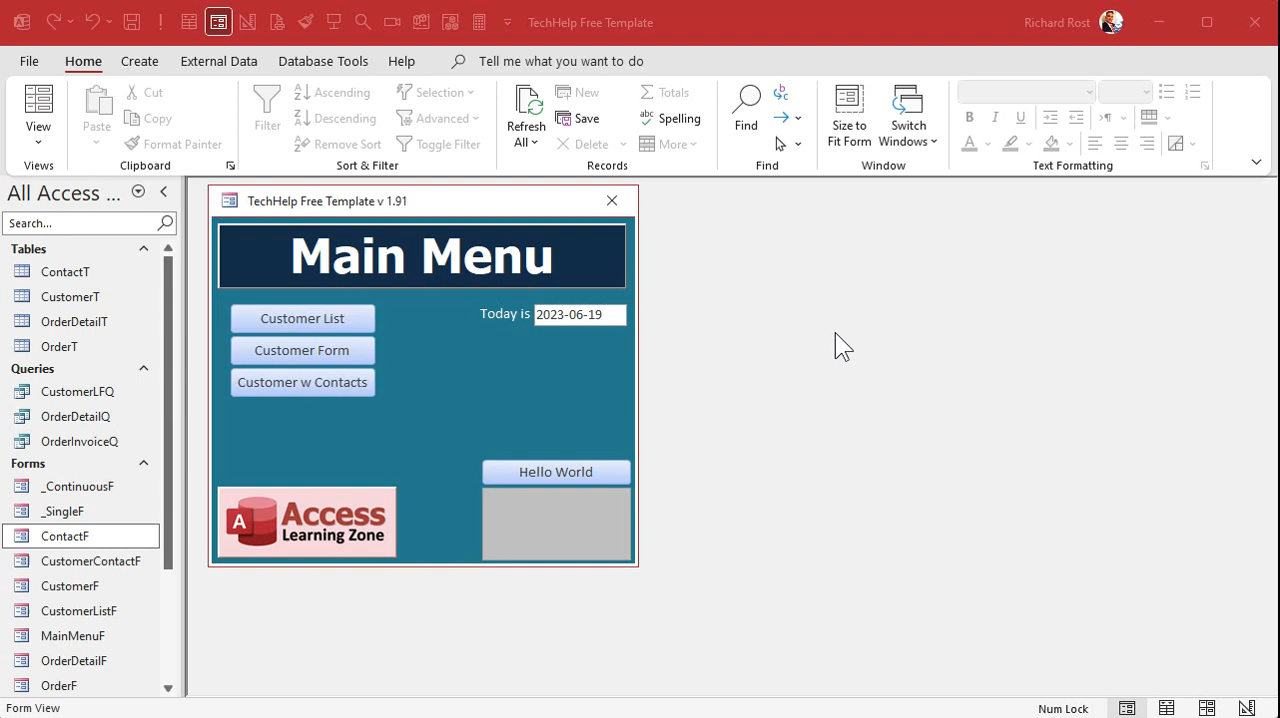 TechHelp Free Template
Richard Rost
File Home Create External Data Database Tools Help Tell me what you want to do
View
Views
Paste
Cut
Copy
Format Painter
Clipboard
Filter
Ascending
Descending
Remove Sort
Selection
Advanced
Toggle Filter
Sort & Filter
Refresh
All
New
Save
Delete
Totals
Spelling
More
Records
Find
Find
Size to
Fit Form
Switch
Windows
Window
B I U
A
Text Formatting
All Access ...
Search...
Tables
ContactT
CustomerT
OrderDetailT
OrderT
Queries
CustomerLFQ
OrderDetailQ
OrderInvoiceQ
Forms
_ContinuousF
_SingleF
ContactF
CustomerContactF
CustomerF
CustomerListF
MainMenuF
OrderDetailF
OrderF
TechHelp Free Template v 1.91
Main Menu
Customer List
Customer Form
Customer w Contacts
Today is 2023-06-19
Hello World
A Access
Learning Zone
Form View
Num Lock